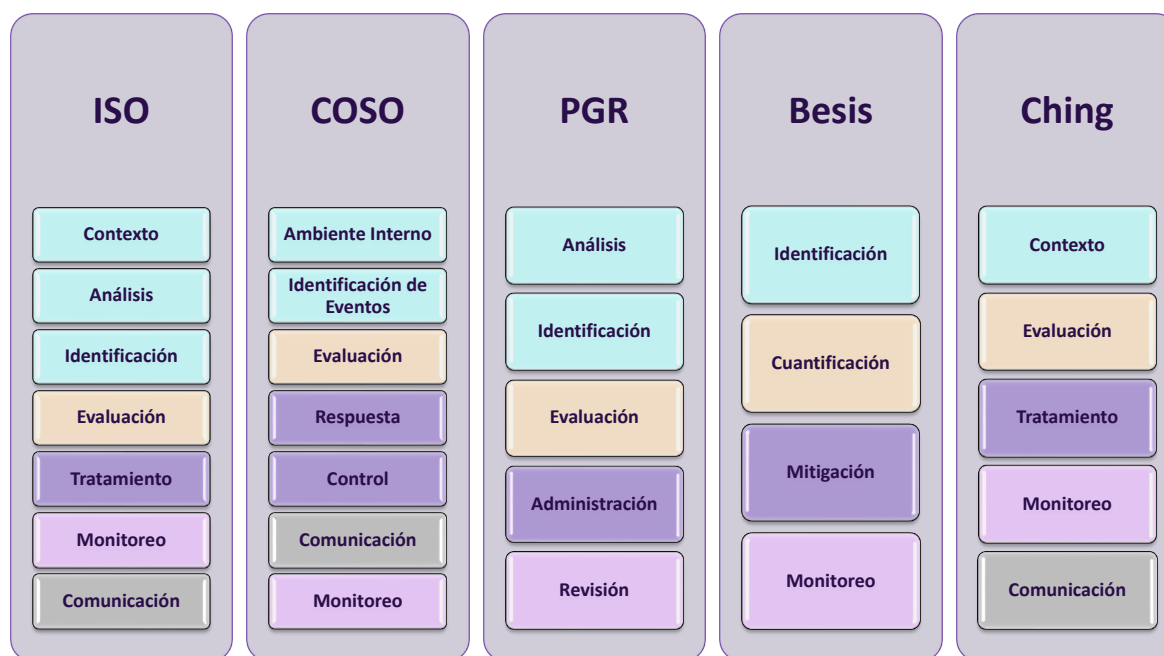 ISO
Contexto
Análisis
Identificación
Evaluación
Tratamiento
Monitoreo
Comunicación
COSO
Ambiente Interno
Identificación de
Eventos
Evaluación
Respuesta
Control
Comunicación
Monitoreo
PGR
Análisis
Identificación
Evaluación
Administración
Revisión
Besis
Identificación
Cuantificación
Mitigación
Monitoreo
Ching
Contexto
Evaluación
Tratamiento
Monitoreo
Comunicación